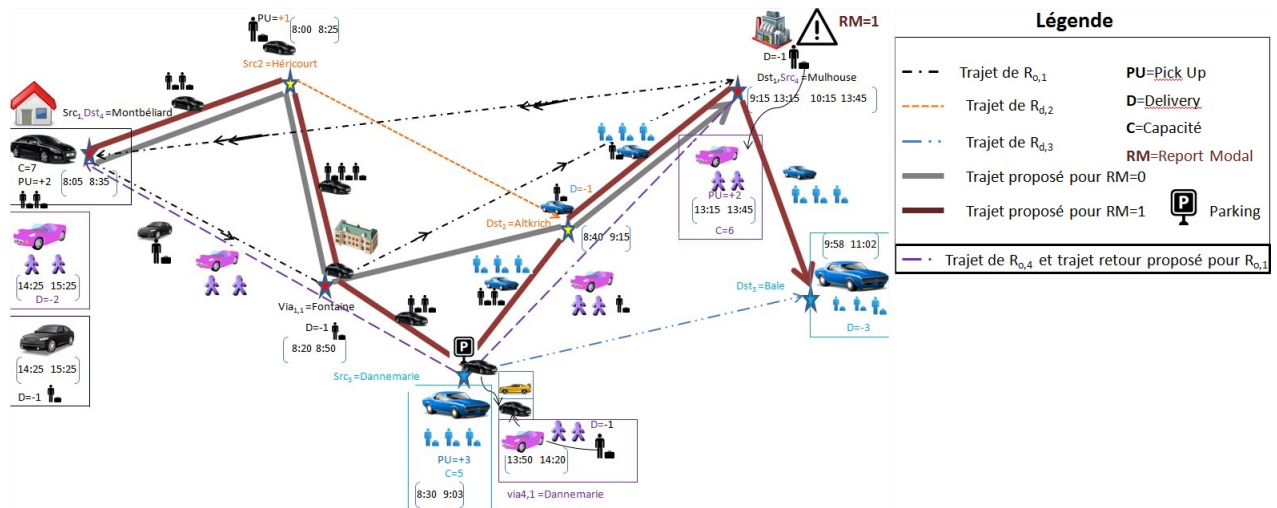 PU=+1
8:00 8:25
Src2 =Héricourt
RM=1
D=-1
Dst1,Src4=Mulhouse
9:15 13:15 10:15 13:45
Src1,Dst4=Montbéliard
C=7
PU=+2
8:05 8:35
D=-1
Dst2=Altkrich
8:40 9:15
PU=+2
13:15 13:45
C=6
9:58 11:02
Dst3=Bale
D=-3
14:25 15:25
D=-2
Via1,1=Fontaine
D=-1
8:20 8:50
14:25 15:25
D=-1
P
Src3=Dannemarie
PU=+3
C=5
8:30 9:03
D=-1
13:50 14:20
via4,1 =Dannemarie
Légende
Trajet de Ro,1
PU=Pick Up
Trajet de Rd,2
D=Delivery
Trajet de Rd,3
C=Capacité
RM=Report Modal
Trajet proposé pour RM=0
Trajet proposé pour RM=1
P
Parking
Trajet de Ro,4 et trajet retour proposé pour Ro,1